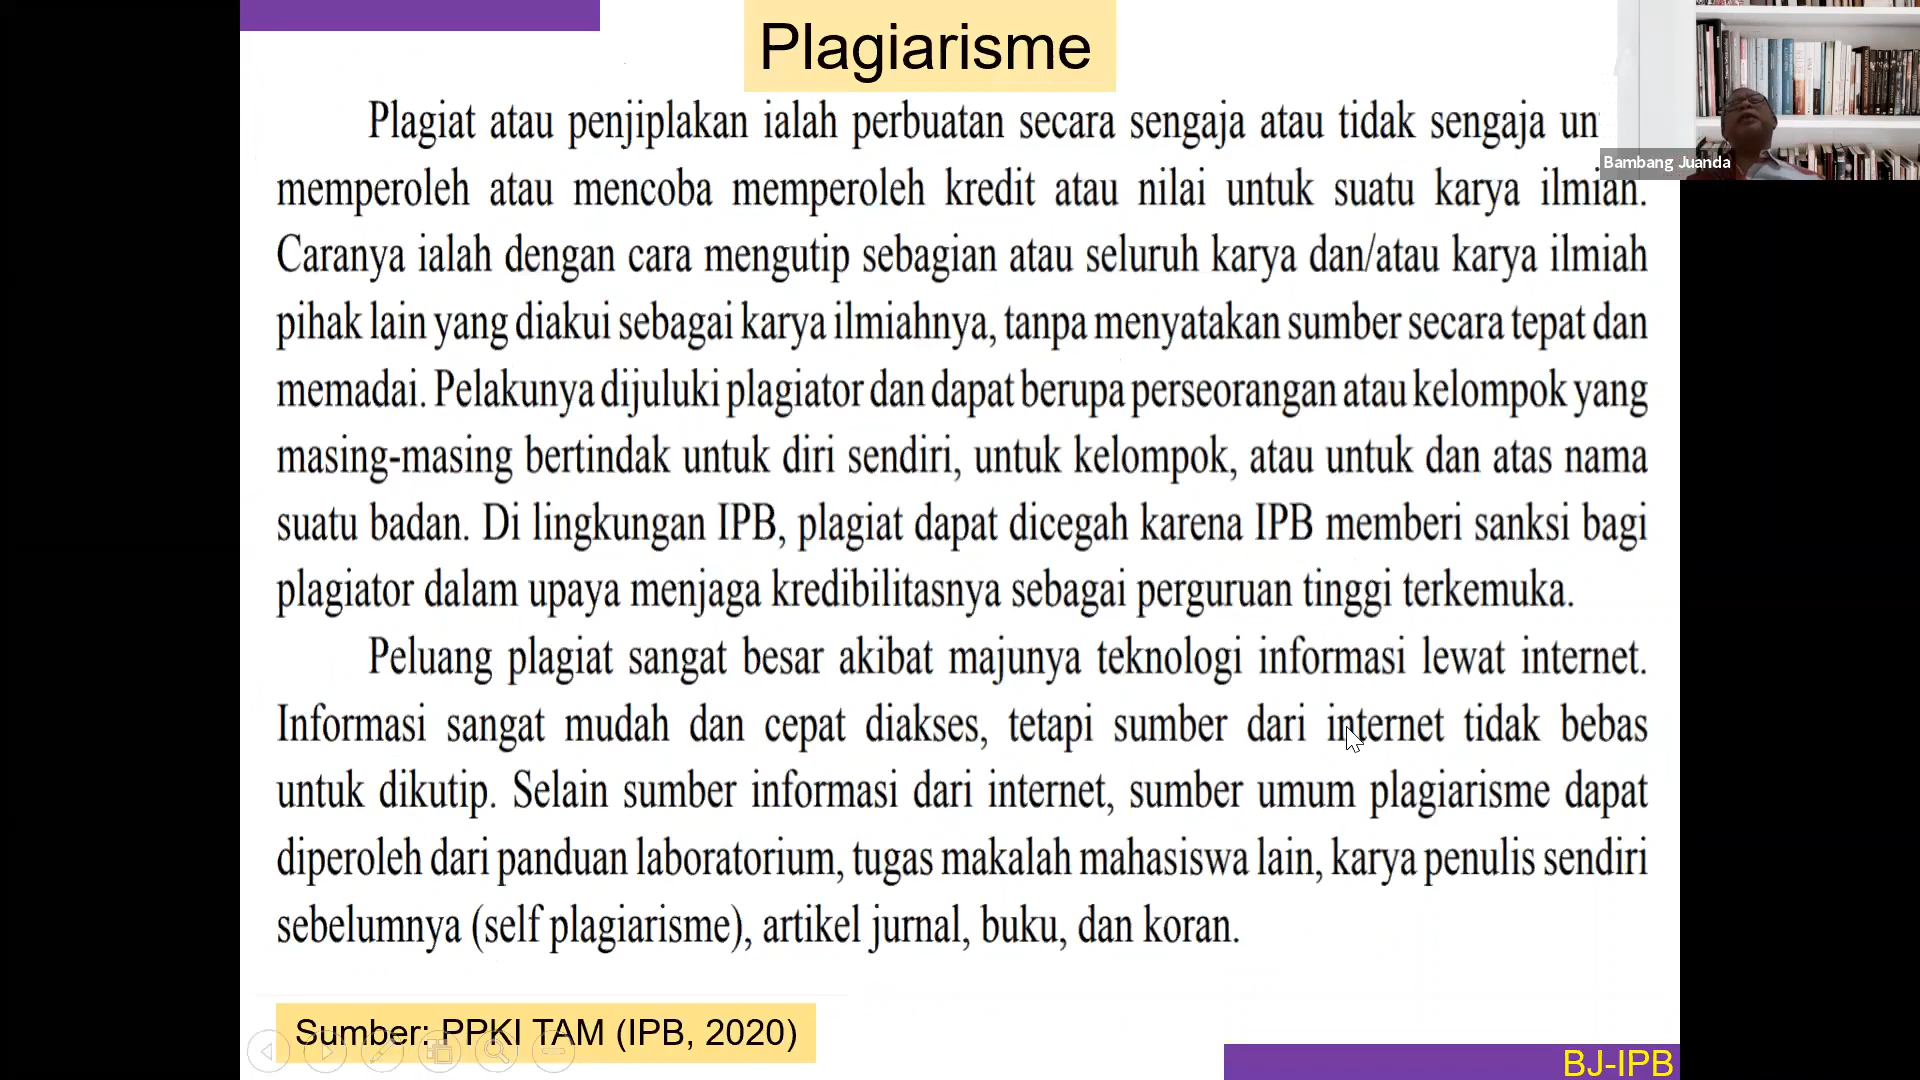 Plagiarisme
Plagiat atau penjiplakan ialah perbuatan secara sengaja atau tidak sengaja un
memperoleh atau mencoba memperoleh kredit atau nilai untuk suatu karya ilmiah.
Caranya ialah dengan cara mengutip sebagian atau seluruh karya dan/atau karya ilmiah
pihak lain yang diakui sebagai karya ilmiahnya, tanpa menyatakan sumber secara tepat dan
memadai. Pelakunya dijuluki plagiator dan dapat berupa perseorangan atau kelompok yang
masing-masing bertindak untuk diri sendiri, untuk kelompok, atau untuk dan atas nama
suatu badan. Di lingkungan IPB, plagiat dapat dicegah karena IPB memberi sanksi bagi
plagiator dalam upaya menjaga kredibilitasnya sebagai perguruan tinggi terkemuka.
Peluang plagiat sangat besar akibat majunya teknologi informasi lewat internet.
Informasi sangat mudah dan cepat diakses, tetapi sumber dari internet tidak bebas
untuk dikutip. Selain sumber informasi dari internet, sumber umum plagiarisme dapat
diperoleh dari panduan laboratorium, tugas makalah mahasiswa lain, karya penulis sendiri
sebelumnya (self plagiarisme), artikel jurnal, buku, dan koran.
Sumber: PPKI TAM (IPB, 2020)
BJ-IPB
Bambang Juanda